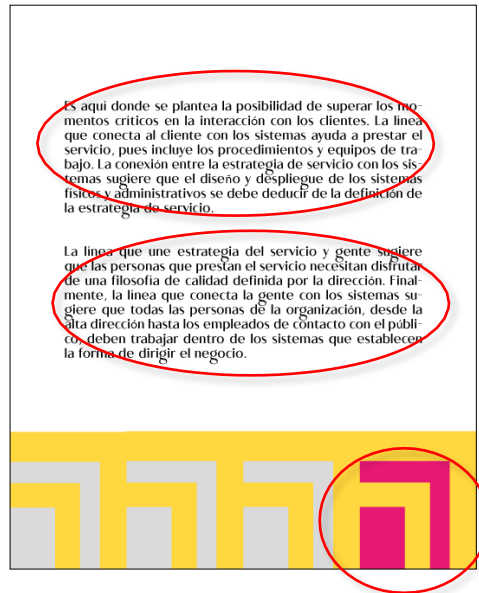 Es aquí donde se plantea la posibilidad de superar los mo-
mentos críticos en la interacción con los clientes. La línea
que conecta al cliente con los sistemas ayuda a prestar el
servicio, pues incluye los procedimientos y equipos de tra-
bajo. La conexión entre la estrategia de servicio con los sis-
temas sugiere que el diseño y despliegue de los sistemas
físicos y administrativos se debe deducir de la definición de
la estrategia de servicio.
La línea que une estrategia del servicio y gente sugiere
que las personas que prestan el servicio necesitan disfrutar
de una filosofía de calidad definida por la dirección. Final-
mente, la línea que conecta la gente con los sistemas su-
giere que todas las personas de la organización, desde la
alta dirección hasta los empleados de contacto con el públi-
co, deben trabajar dentro de los sistemas que establecen
la forma de dirigir el negocio.